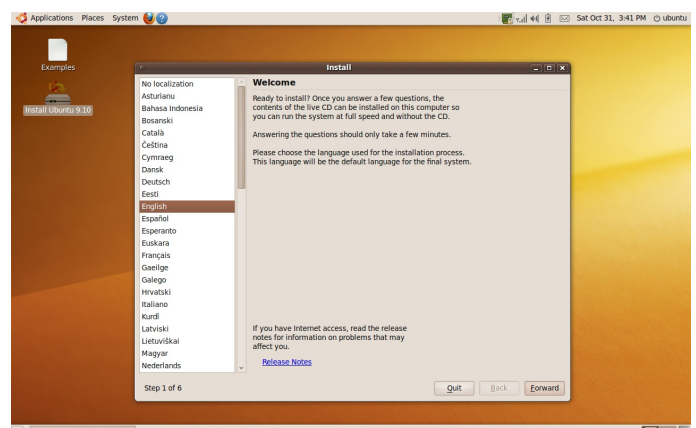 Applications Places System
Sat Oct 31, 3:41 PM ubuntu
Examples
Install Ubuntu 9.10
Install
No localization
Asturianu
Bahasa Indonesia
Bosanski
Català
Čeština
Cymraeg
Dansk
Deutsch
Eesti
English
Español
Esperanto
Euskara
Français
Gaeilge
Galego
Hrvatski
Italiano
Kurdî
Latviski
Lietuviškai
Magyar
Nederlands
Welcome
Ready to install? Once you answer a few questions, the
contents of the live CD can be installed on this computer so
you can run the system at full speed and without the CD.
Answering the questions should only take a few minutes.
Please choose the language used for the installation process.
This language will be the default language for the final system.
If you have Internet access, read the release
notes for information on problems that may
affect you.
Release Notes
Step 1 of 6
Quit Back Forward